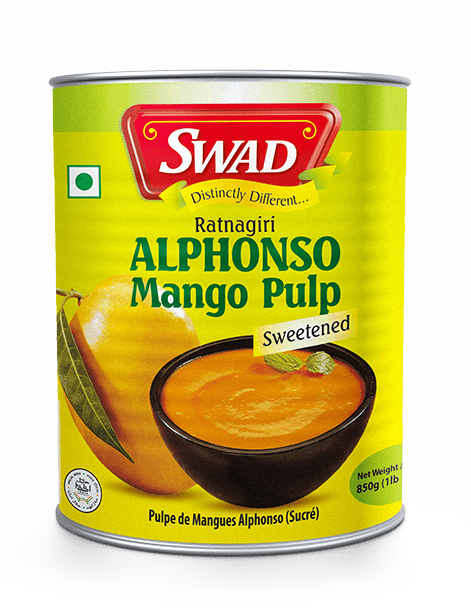 SWAD
Distinctly Different...
Ratnagiri
ALPHONSO
Mango Pulp
Sweetened
Net Weight
850g (1lb
Pulpe de Mangues Alphonso (Sucré)